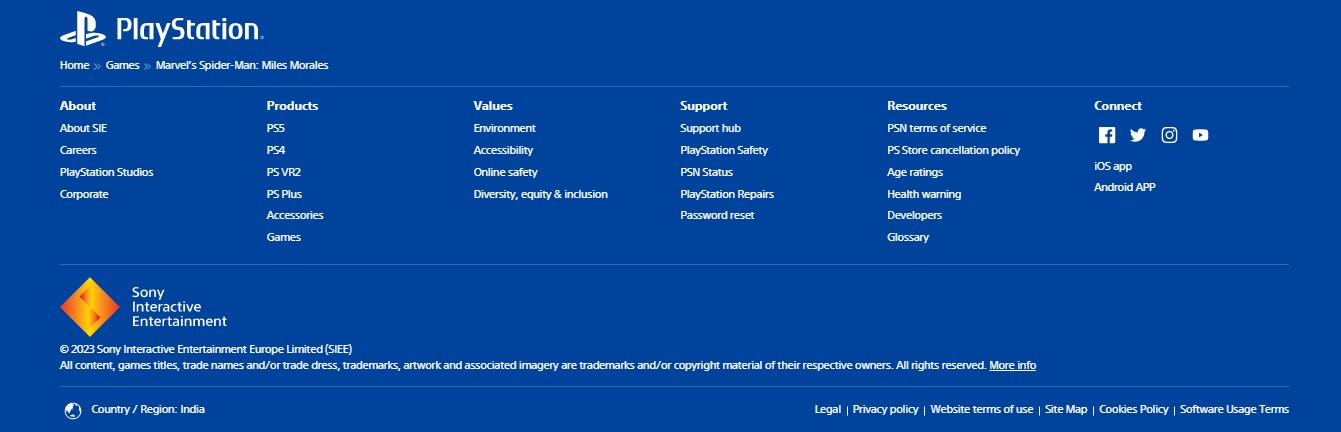 PlayStation
Home » Games » Marvel's Spider-Man: Miles Morales
About
About SIE
Careers
PlayStation Studios
Corporate
Products
PS5
PS4
PS VR2
PS Plus
Accessories
Games
Values
Environment
Accessibility
Online safety
Diversity, equity & inclusion
Support
Support hub
PlayStation Safety
PSN Status
PlayStation Repairs
Password reset
Resources
PSN terms of service
PS Store cancellation policy
Age ratings
Health warning
Developers
Glossary
Connect
iOS app
Android APP
Sony
Interactive
Entertainment
© 2023 Sony Interactive Entertainment Europe Limited (SIEE)
All content, games titles, trade names and/or trade dress, trademarks, artwork and associated imagery are trademarks and/or copyright material of their respective owners. All rights reserved. More info
Country / Region: India
Legal | Privacy policy | Website terms of use | Site Map | Cookies Policy | Software Usage Terms